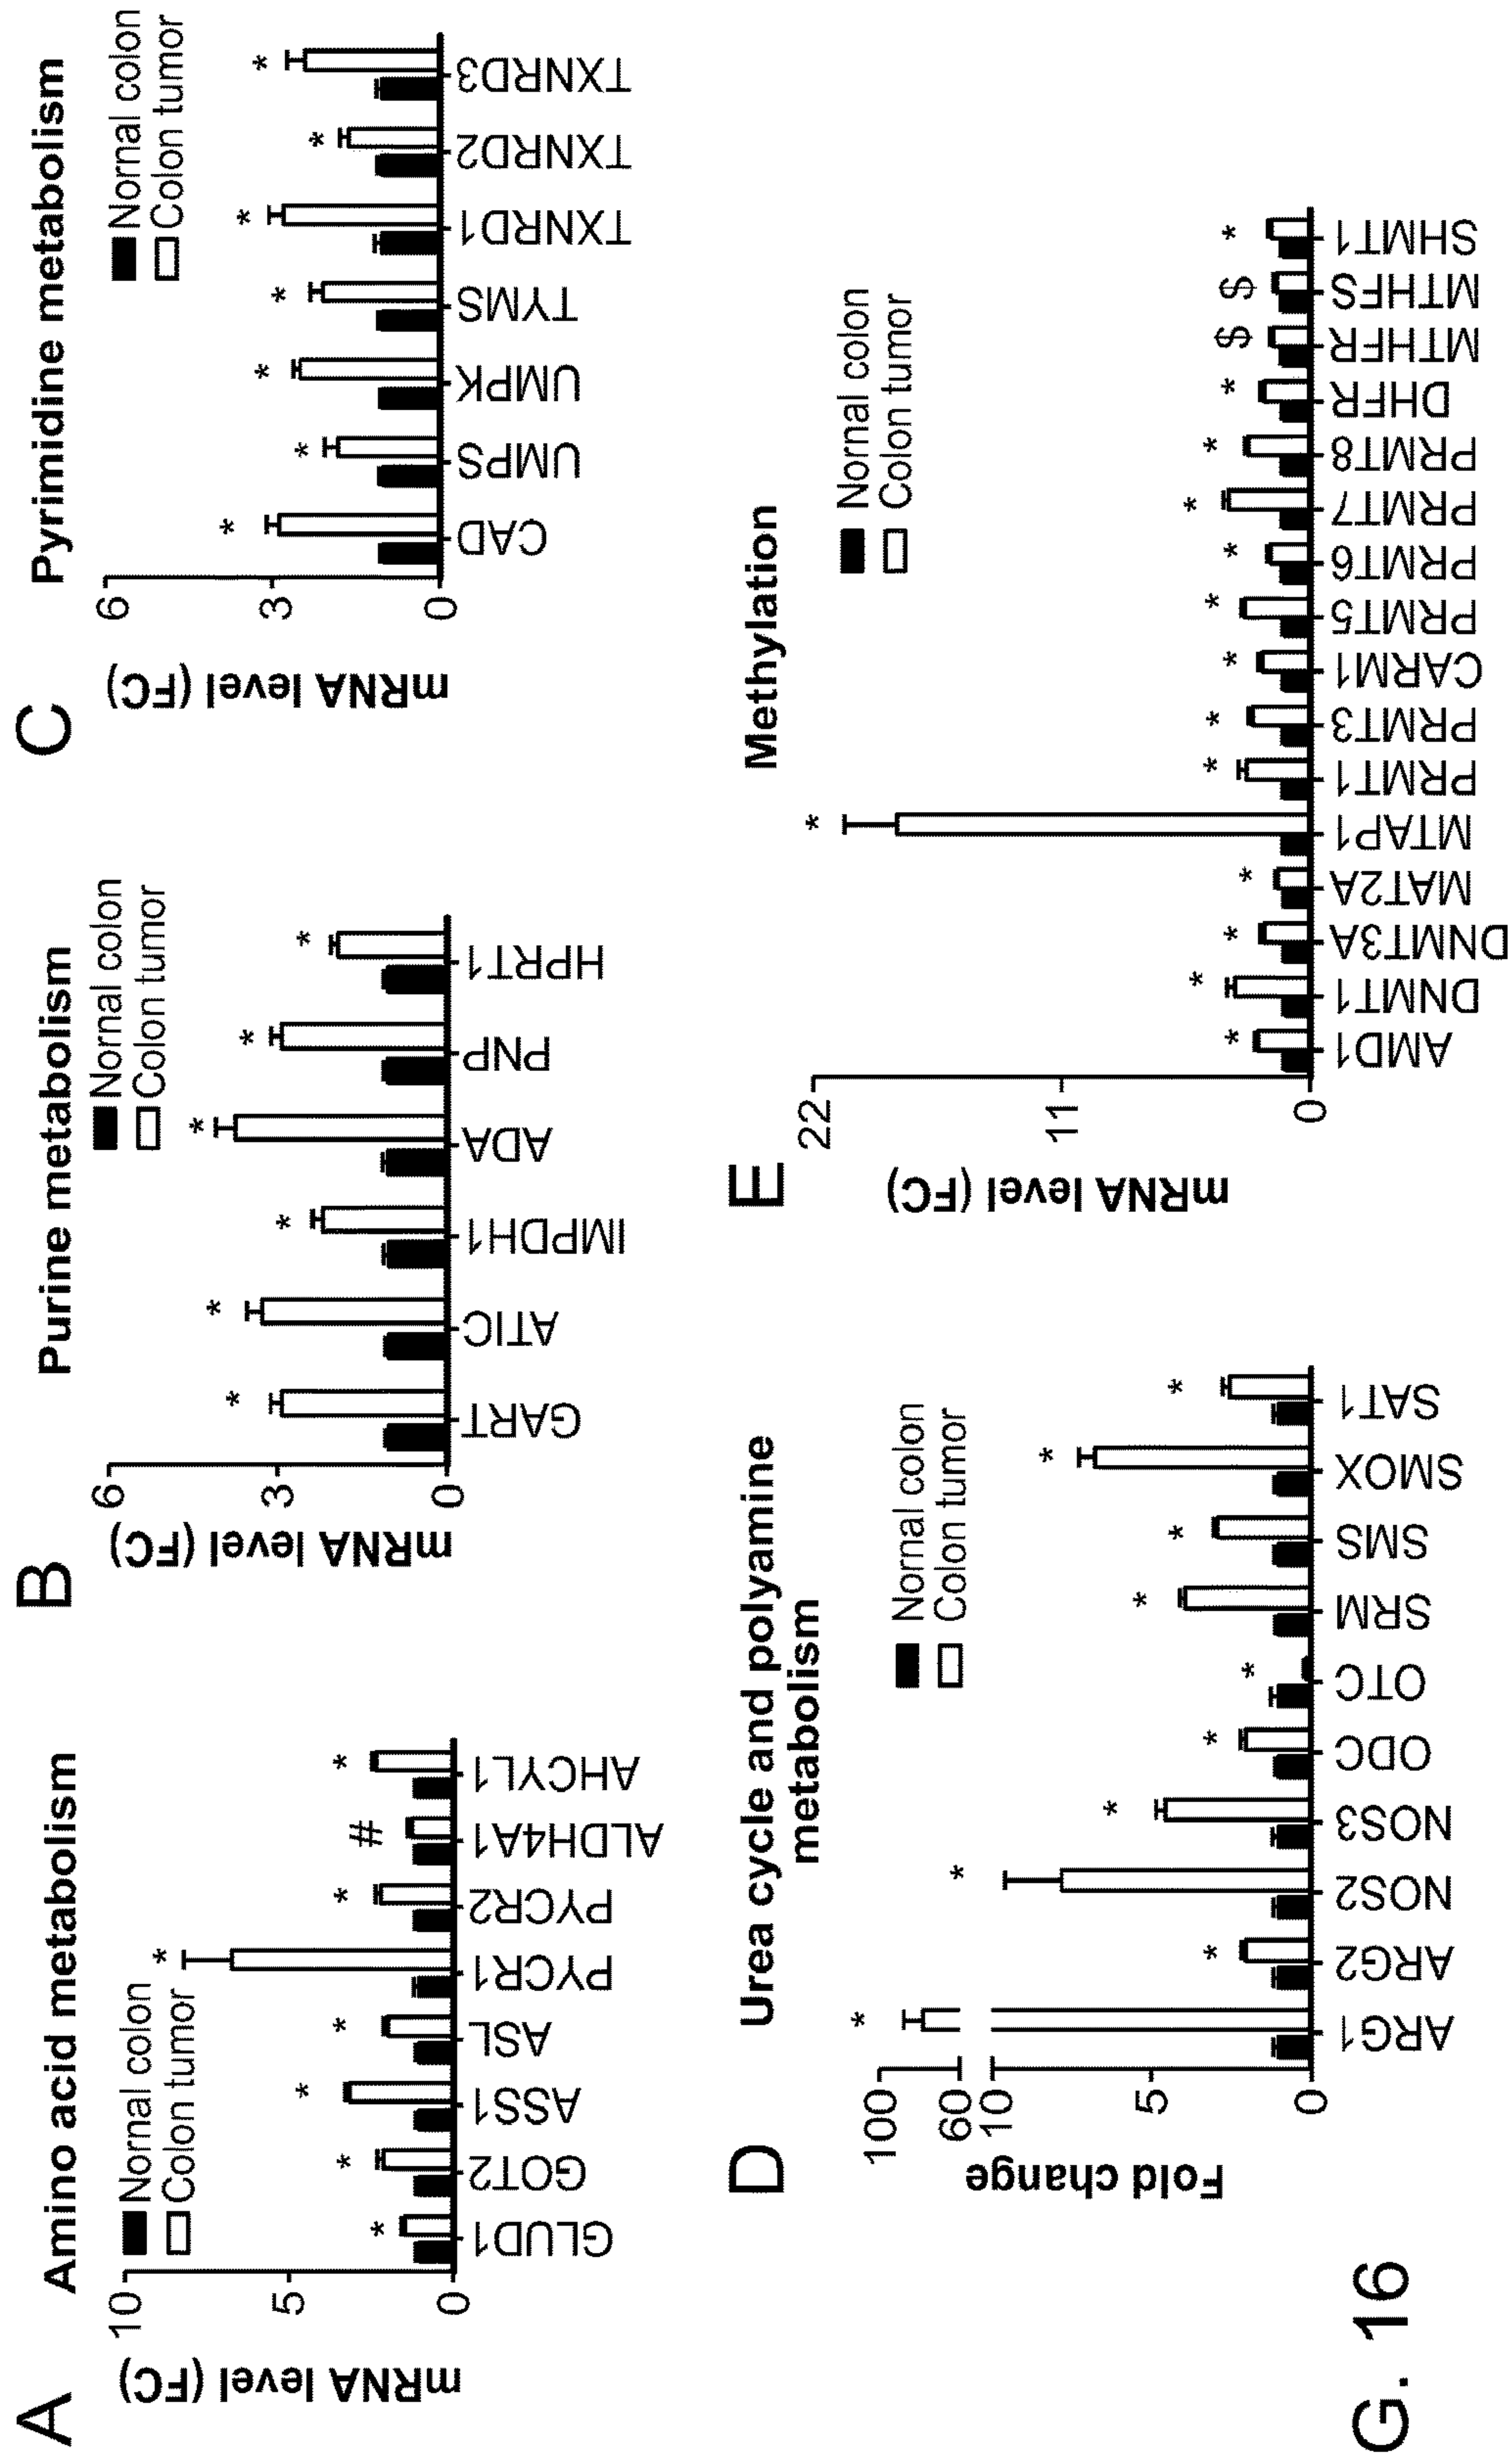 A
Amino acid metabolism
Nornal colon
Colon tumor
mRNA level (FC)
10
5
0
GLUD1
GOT2
ASS1
ASL
PYCR1
PYCR2
ALDH4A1
AHCYL1
*
*
*
*
*
*
#
*
B
Purine metabolism
Nornal colon
Colon tumor
mRNA level (FC)
6
3
0
GART
ATIC
IMPDH1
ADA
PNP
HPRT1
*
*
*
*
*
*
C
Pyrimidine metabolism
Nornal colon
Colon tumor
mRNA level (FC)
6
3
0
CAD
UMPS
UMPK
TYMS
TXNRD1
TXNRD2
TXNRD3
*
*
*
*
*
*
*
D
Urea cycle and polyamine
metabolism
Nornal colon
Colon tumor
Fold change
100
60
10
5
0
ARG1
ARG2
NOS2
NOS3
ODC
OTC
SRM
SMS
SMOX
SAT1
*
*
*
*
*
*
*
*
*
*
E
Methylation
Nornal colon
Colon tumor
mRNA level (FC)
22
11
0
AMD1
DNMT1
DNMT3A
MAT2A
MTAP1
PRMT1
PRMT3
CARM1
PRMT5
PRMT6
PRMT7
PRMT8
DHFR
MTHFR
MTHFS
SHMT1
*
*
*
*
*
*
*
*
*
*
*
*
*
$
$
*
G. 16